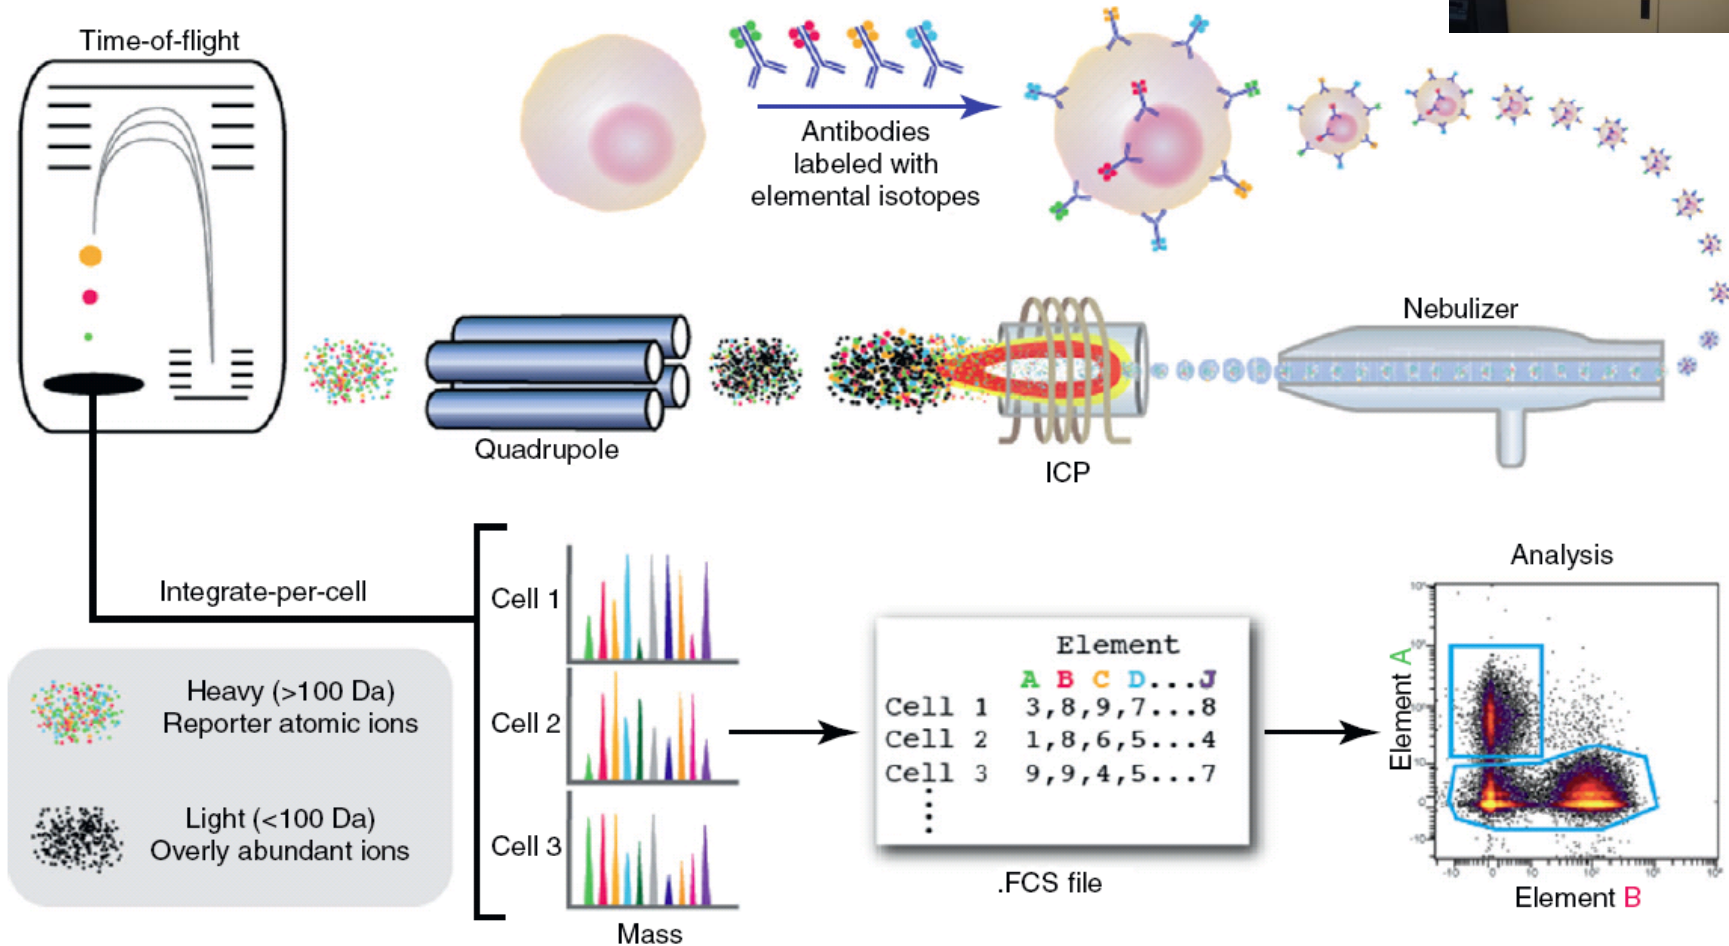 Time-of-flight
Antibodies
labeled with
elemental isotopes
Nebulizer
Quadrupole
ICP
Integrate-per-cell
Heavy (>100 Da)
Reporter atomic ions
Light (<100 Da)
Overly abundant ions
Cell 1
Cell 2
Cell 3
Mass
Element
A B C D...J
Cell 1 3,8,9,7...8
Cell 2 1,8,6,5...4
Cell 3 9,9,4,5...7
.FCS file
Analysis
Element A
Element B